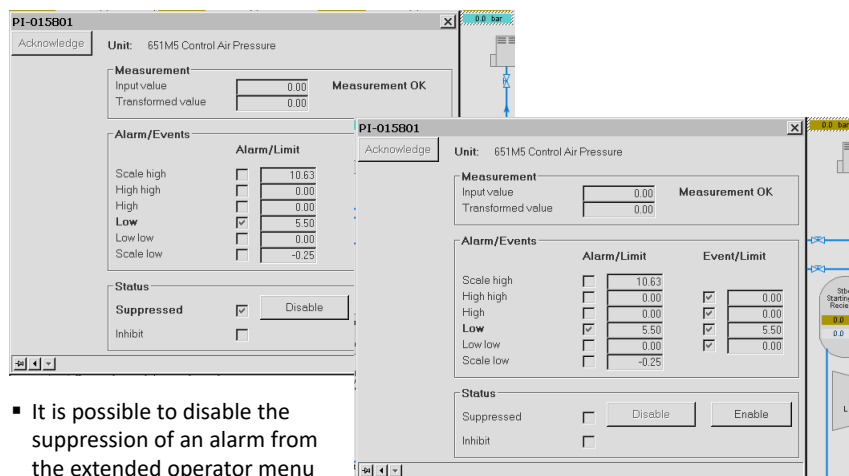 PI-015801
0.0 bar
Acknowledge
Unit: 651M5 Control Air Pressure
Measurement
Input value 0.00 Measurement OK
Transformed value 0.00
Alarm/Events
Alarm/Limit
Scale high 10.63
High high 0.00
High 0.00
Low 5.50
Low low 0.00
Scale low -0.25
Status
Suppressed Disable
Inhibit
PI-015801
0.0 bar
Acknowledge
Unit: 651M5 Control Air Pressure
Measurement
Input value 0.00 Measurement OK
Transformed value 0.00
Alarm/Events
Alarm/Limit Event/Limit
Scale high 10.63
High high 0.00 0.00
High 0.00 0.00
Low 5.50 5.50
Low low 0.00 0.00
Scale low -0.25
Status
Suppressed Disable Enable
Inhibit
0.0
0.0
L
▪ It is possible to disable the
suppression of an alarm from
the extended operator menu